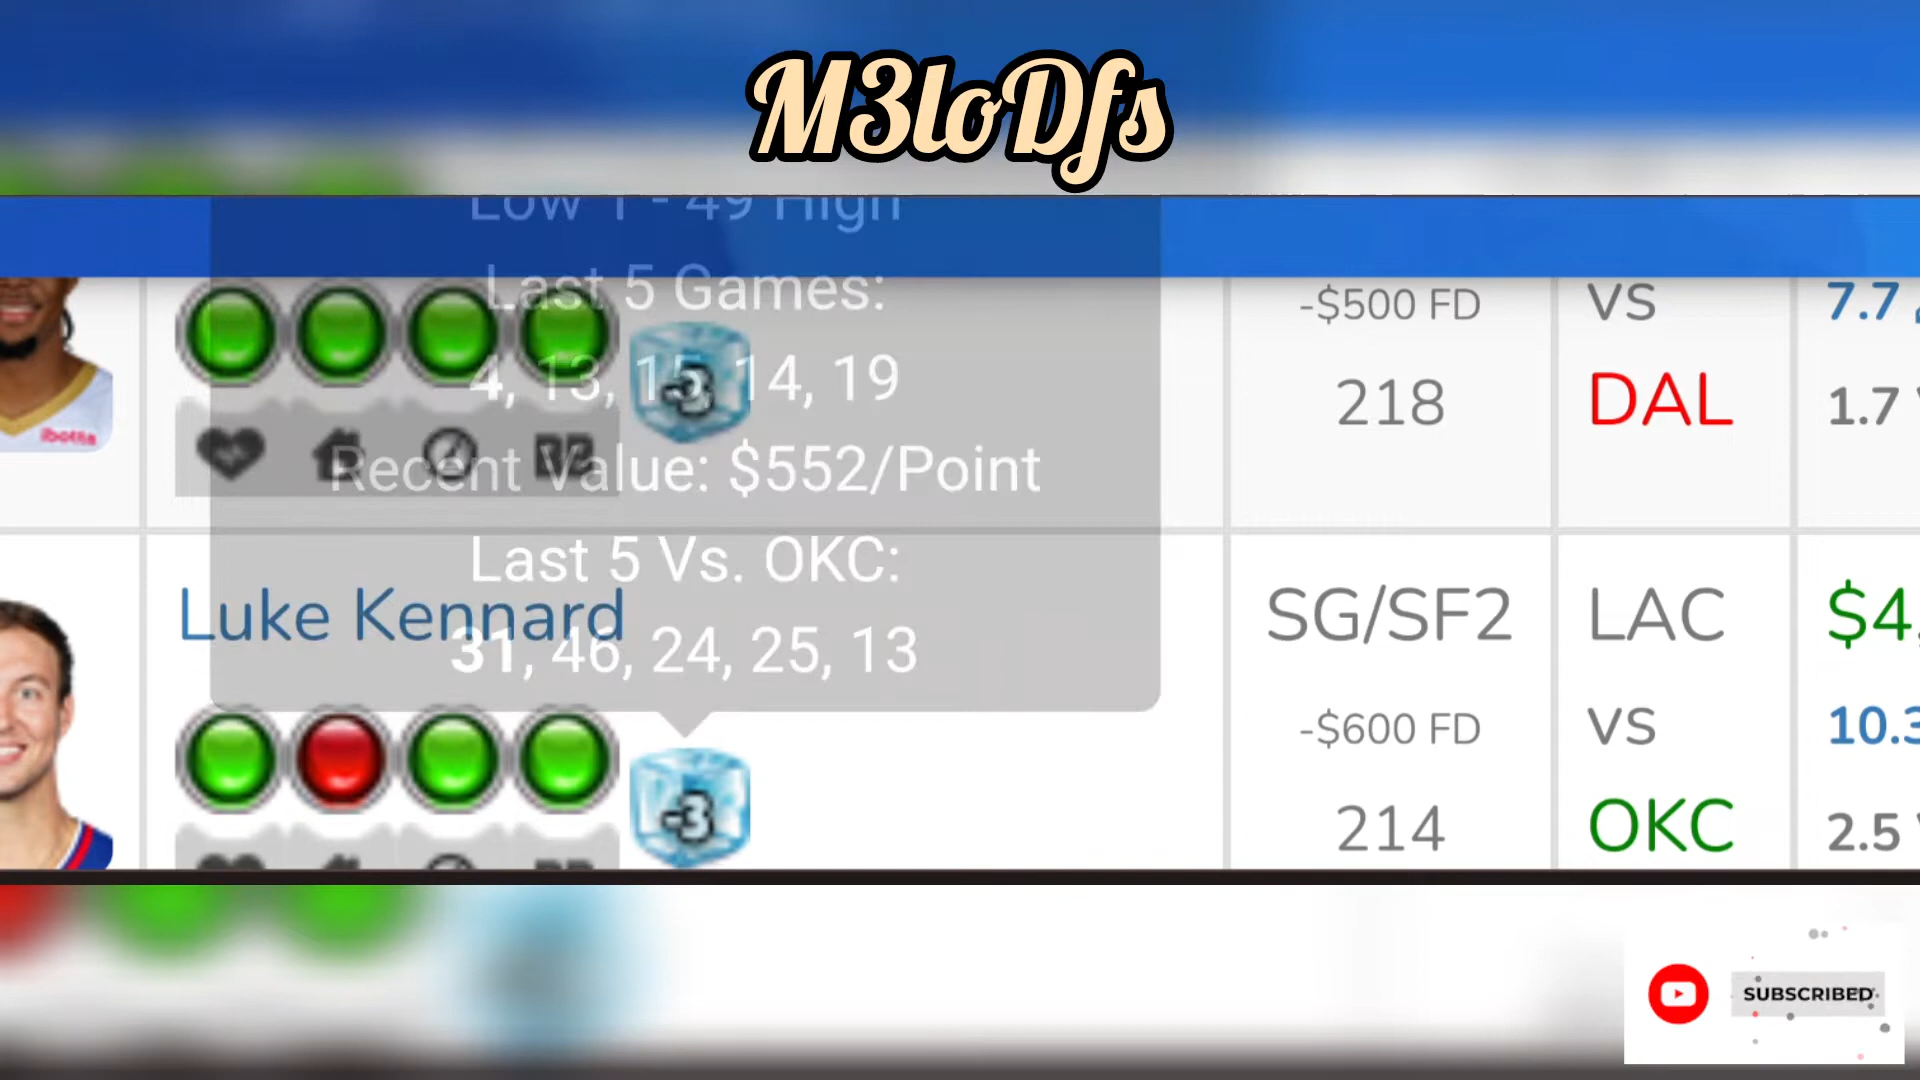 M3loDfs
Low 1 - 49 High
Last 5 Games:
4, 13, 15, 14, 19
Recent Value: $552/Point
Last 5 Vs. OKC:
31, 46, 24, 25, 13
ibotta
-3
-$500 FD
218
vs
DAL
7.7
1.7
Luke Kennard
-3
SG/SF2
-$600 FD
214
LAC
vs
OKC
$4,
10.3
2.5
SUBSCRIBED